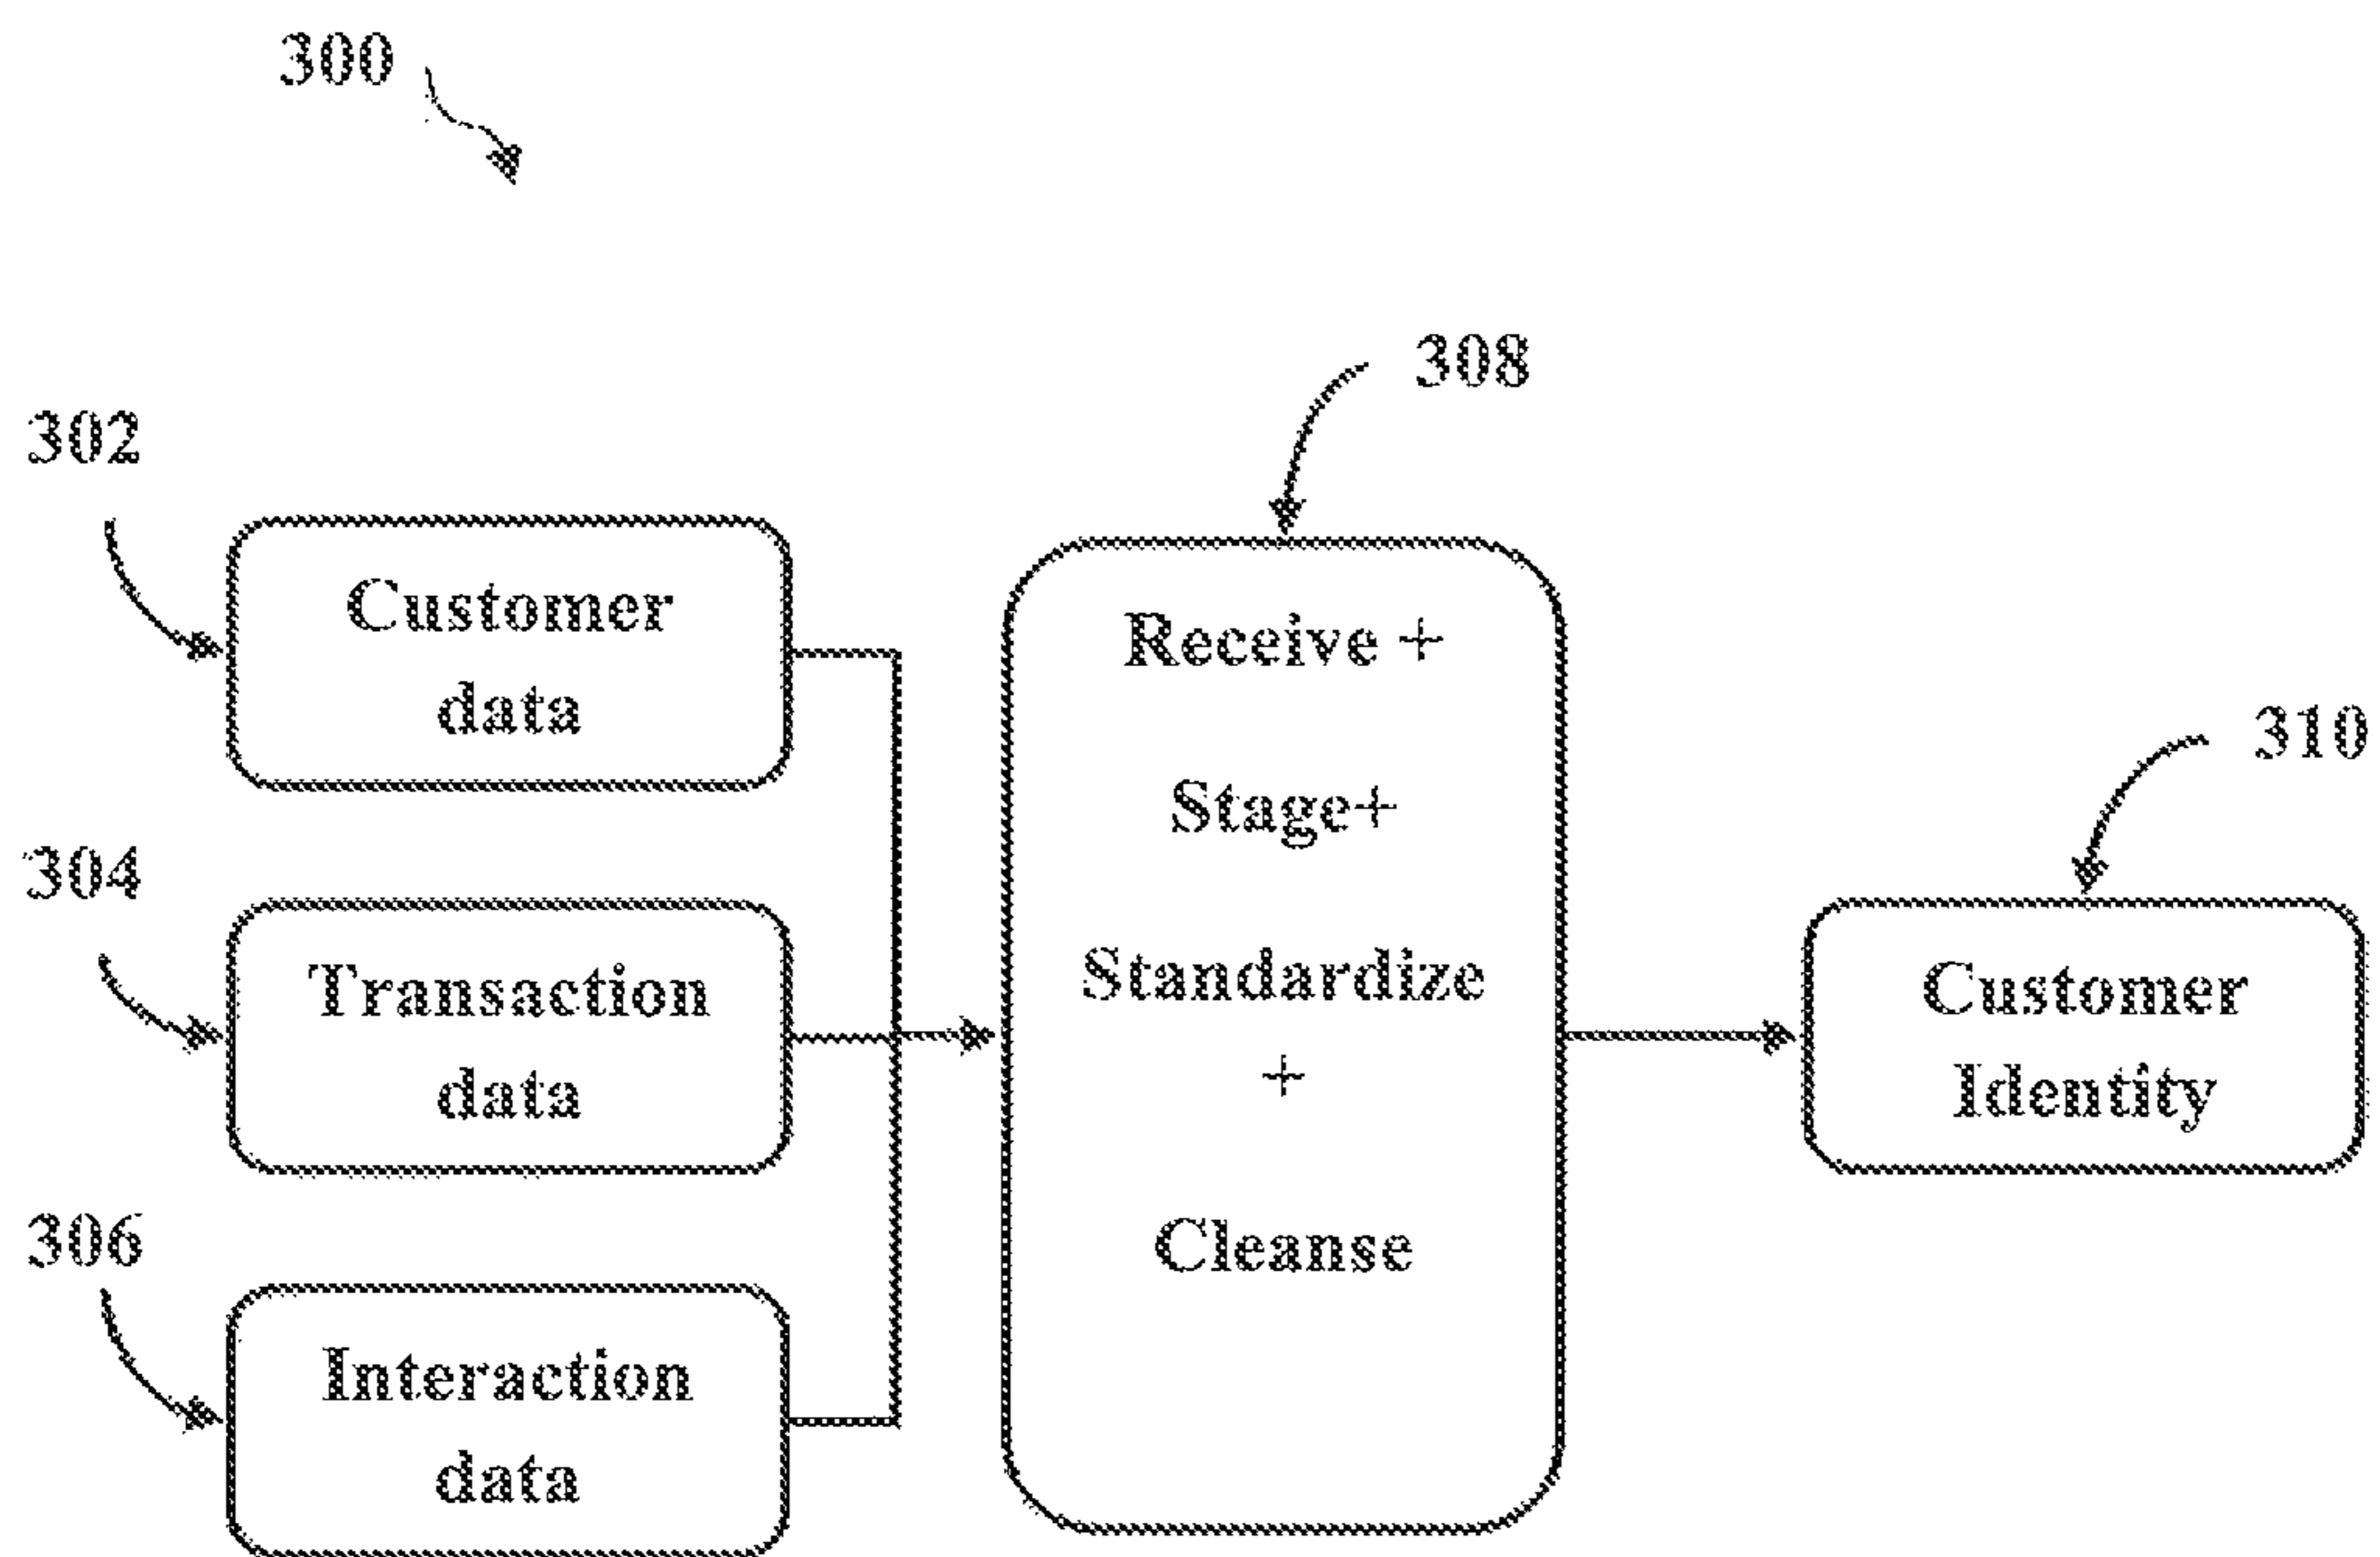 300
308
302
Customer
data
Receive +
Stage+
310
304
Transaction
data
Standardize
+
Customer
Identity
306
Cleanse
Interaction
data